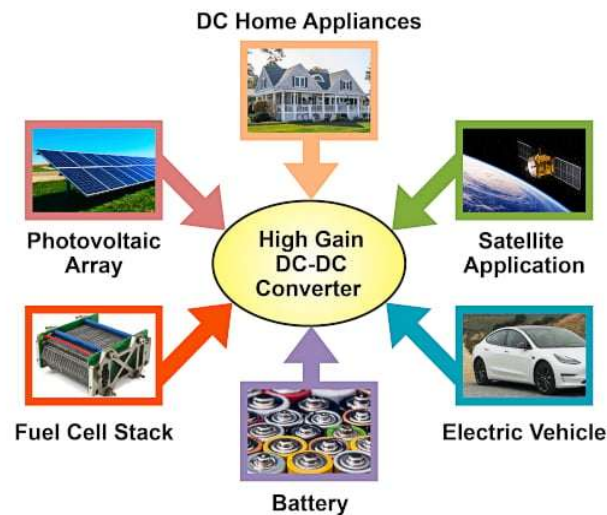 DC Home Appliances
Photovoltaic
Array
High Gain
DC-DC
Converter
Satellite
Application
Fuel Cell Stack
Electric Vehicle
Battery